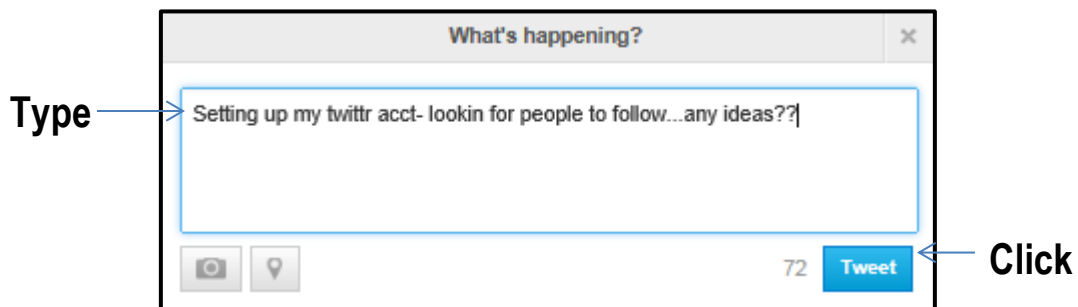 What's happening?
Type
Setting up my twittr acct- lookin for people to follow...any ideas??
72
Tweet
Click